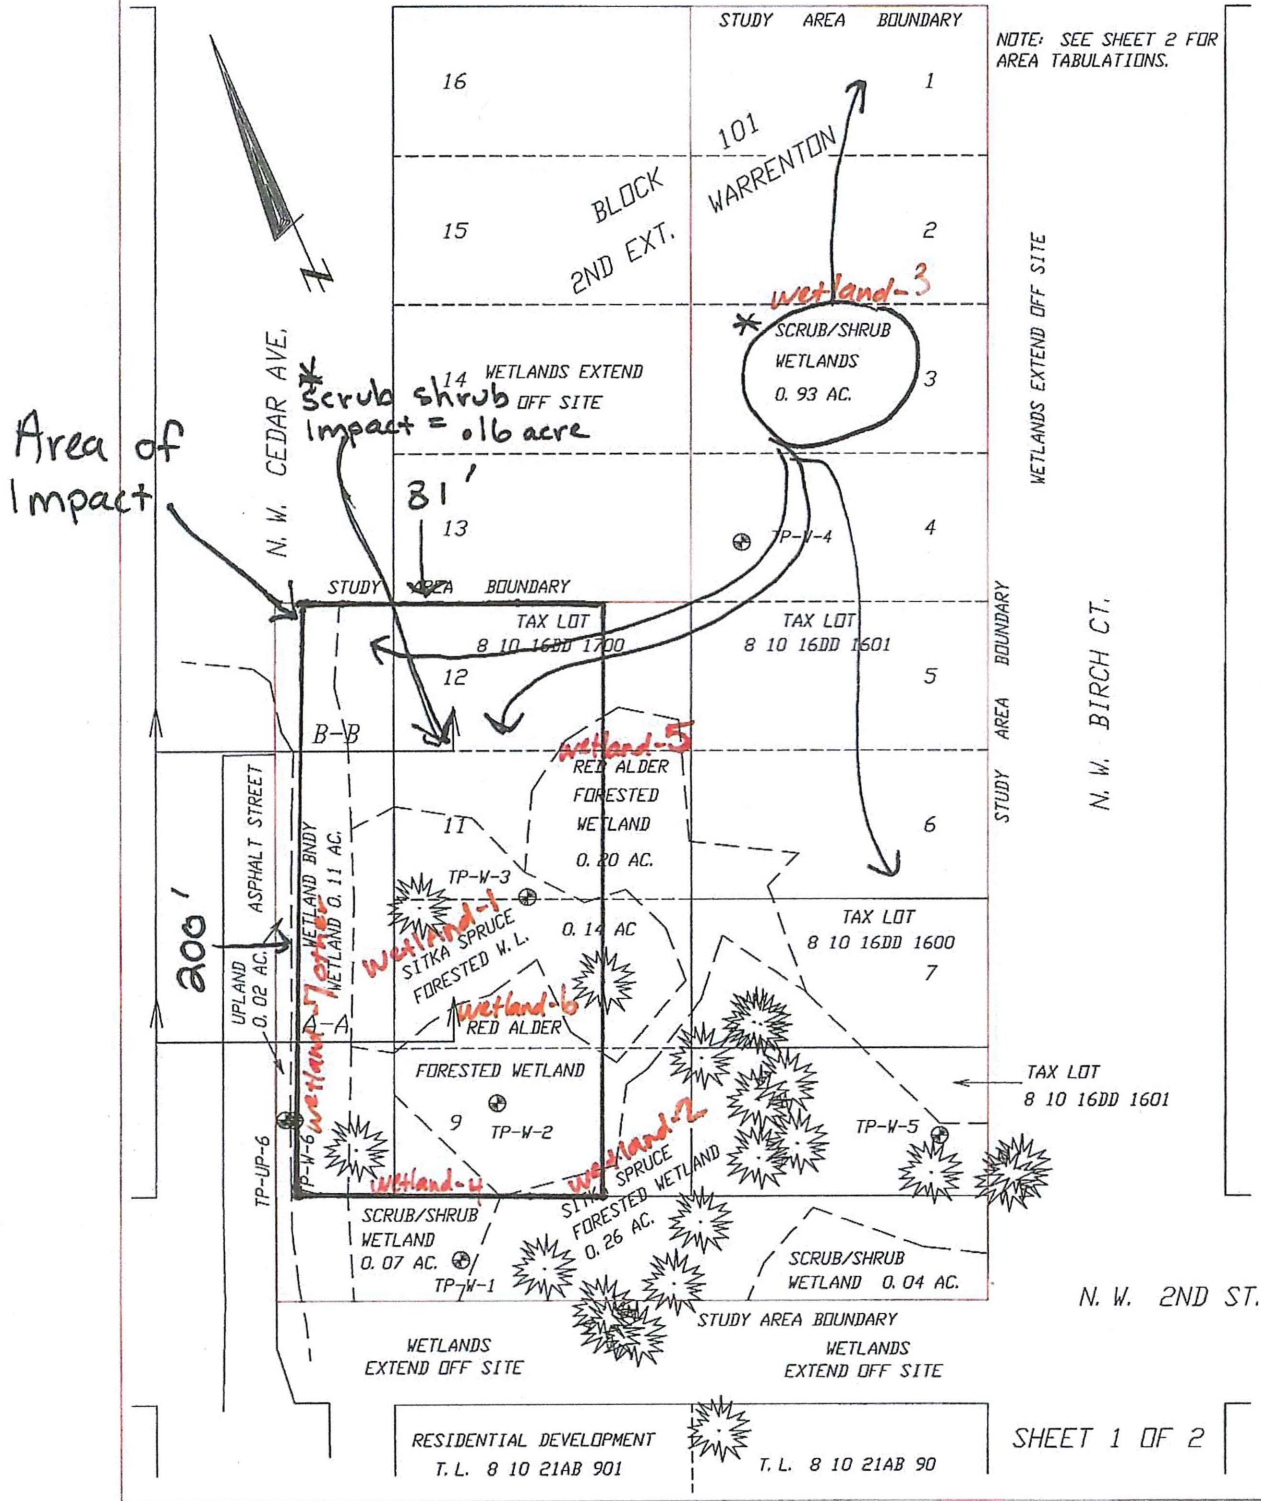 STUDY AREA BOUNDARY
NOTE: SEE SHEET 2 FOR
AREA TABULATIONS.
16
1
101
BLOCK
WARRENTON
15
2
2ND EXT.
wetland-3
* SCRUB/SHRUB
WETLANDS
0.93 AC.
3
WETLANDS EXTEND OFF SITE
N. W. CEDAR AVE.
14 WETLANDS EXTEND
OFF SITE
*
Scrub shrub
Impact = .16 acre
Area of
Impact
81'
13
TP-W-4
4
STUDY AREA BOUNDARY
TAX LOT
8 10 16DD 1700
TAX LOT
8 10 16DD 1601
12
5
STUDY AREA BOUNDARY
N. W. BIRCH CT.
B-B
wetland-5
RED ALDER
FORESTED
WETLAND
0.20 AC.
11
6
ASPHALT STREET
WETLAND BNDY
WETLAND 0.11 AC.
200'
UPLAND
0.02 AC.
wetland-7 other
TP-W-3
wetland-1
SITKA SPRUCE
FORESTED W.L.
0.14 AC
TAX LOT
8 10 16DD 1600
7
A-A
wetland-6
RED ALDER
FORESTED WETLAND
TAX LOT
8 10 16DD 1601
9
TP-W-2
TP-W-5
TP-UP-6
P-W-6
wetland-4
wetland-2
SITKA SPRUCE
FORESTED WETLAND
0.26 AC.
SCRUB/SHRUB
WETLAND
0.07 AC.
TP-W-1
SCRUB/SHRUB
WETLAND 0.04 AC.
N. W. 2ND ST.
STUDY AREA BOUNDARY
WETLANDS
EXTEND OFF SITE
WETLANDS
EXTEND OFF SITE
RESIDENTIAL DEVELOPMENT
T.L. 8 10 21AB 901
T.L. 8 10 21AB 90
SHEET 1 OF 2
N